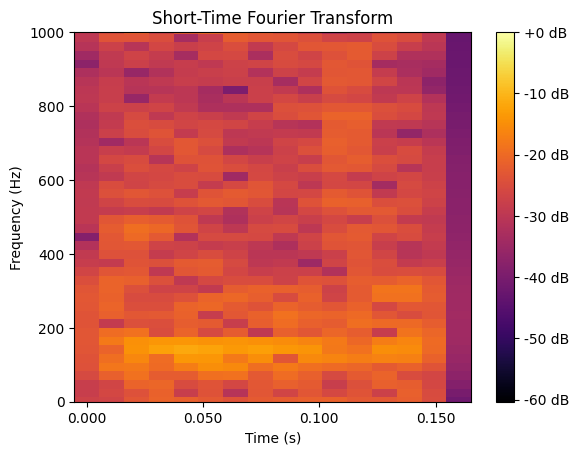 Short-Time Fourier Transform
1000
800
600
400
200
0
Frequency (Hz)
0.000
0.050
0.100
0.150
Time (s)
+0 dB
-10 dB
-20 dB
-30 dB
-40 dB
-50 dB
-60 dB